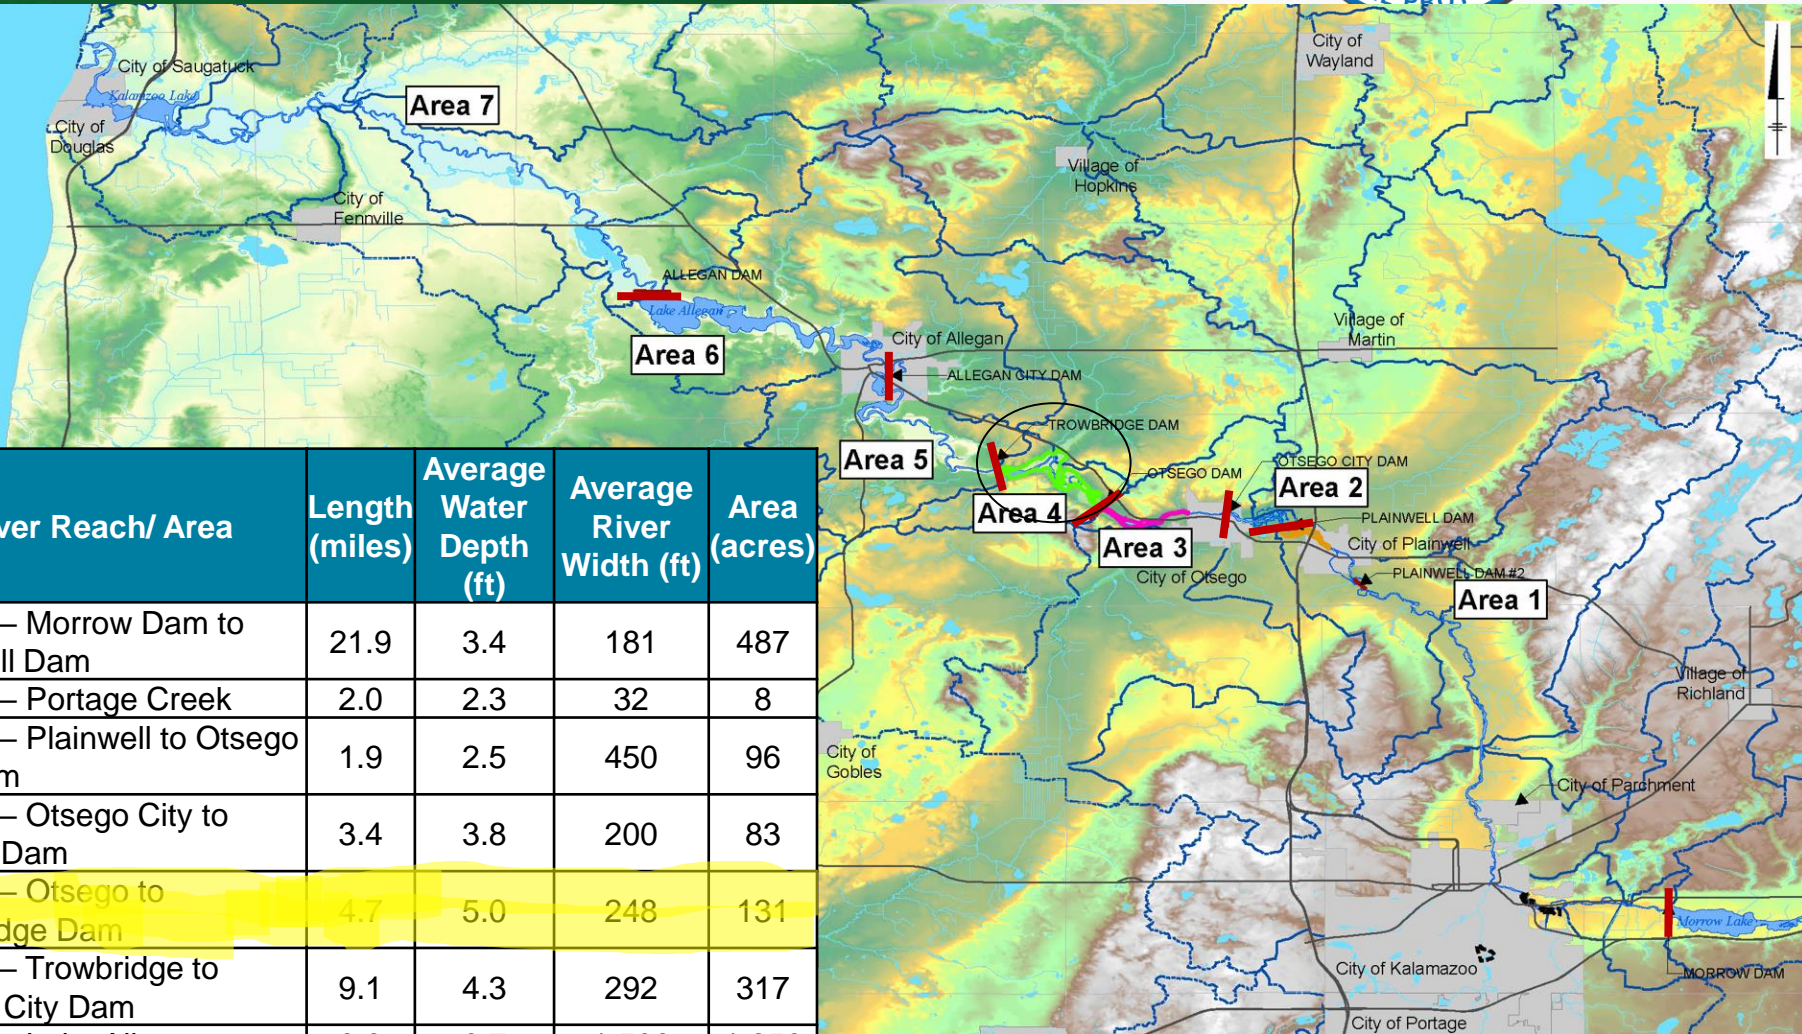 City of
Wayland
City of Saugatuck
Kalamzoo Lake
City of
Douglas
Area 7
Village of
Hopkins
City of
Fennville
ALLEGAN DAM
Lake Allegan
Area 6
City of Allegan
ALLEGAN CITY DAM
Village of
Martin
TROWBRIDGE DAM
Area 5
OTSEGO DAM
OTSEGO CITY DAM
Area 2
Area 4
PLAINWELL DAM
Area 3
City of Plainwell
City of Otsego
PLAINWELL DAM #2
Area 1
Village of
Richland
City of
Gobles
City of Parchment
Morrow Lake
City of Kalamazoo
MORROW DAM
City of Portage
ver Reach/ Area
Length
(miles)
Average
Water
Depth
(ft)
Average
River
Width (ft)
Area
(acres)
– Morrow Dam to
ll Dam
21.9 3.4 181 487
– Portage Creek 2.0 2.3 32 8
– Plainwell to Otsego
m
1.9 2.5 450 96
– Otsego City to
Dam
3.4 3.8 200 83
– Otsego to
dge Dam
4.7 5.0 248 131
– Trowbridge to
City Dam
9.1 4.3 292 317